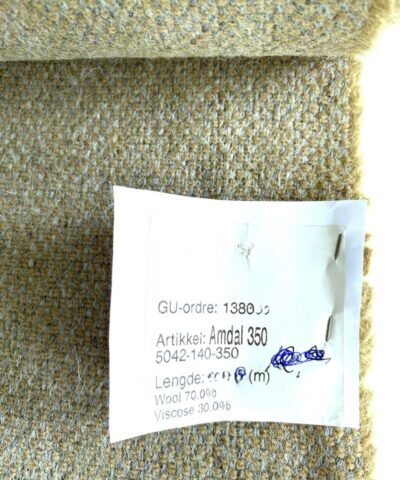 GU-ordre:
Artikkel: Amdal 350
5042-140-350
Lengde: (m)
Wool 70.0%
Viscose 30.0%